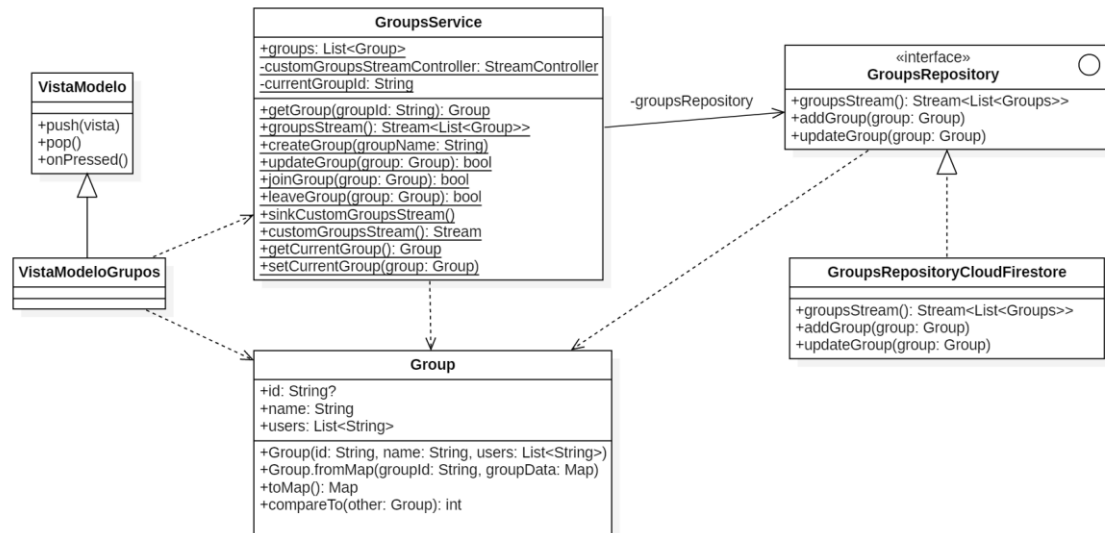 GroupsService
+groups: List<Group>
-customGroupsStreamController: StreamController
-currentGroupId: String
+getGroup(groupId: String): Group
+groupsStream(): Stream<List<Group>>
+createGroup(groupName: String)
+updateGroup(group: Group): bool
+joinGroup(group: Group): bool
+leaveGroup(group: Group): bool
+sinkCustomGroupsStream()
+customGroupsStream(): Stream
+getCurrentGroup(): Group
+setCurrentGroup(group: Group)
VistaModelo
+push(vista)
+pop()
+onPressed()
VistaModeloGrupos
-groupsRepository
«interface»
GroupsRepository
+groupsStream(): Stream<List<Groups>>
+addGroup(group: Group)
+updateGroup(group: Group)
GroupsRepositoryCloudFirestore
+groupsStream(): Stream<List<Groups>>
+addGroup(group: Group)
+updateGroup(group: Group)
Group
+id: String?
+name: String
+users: List<String>
+Group(id: String, name: String, users: List<String>)
+Group.fromMap(groupId: String, groupData: Map)
+toMap(): Map
+compareTo(other: Group): int